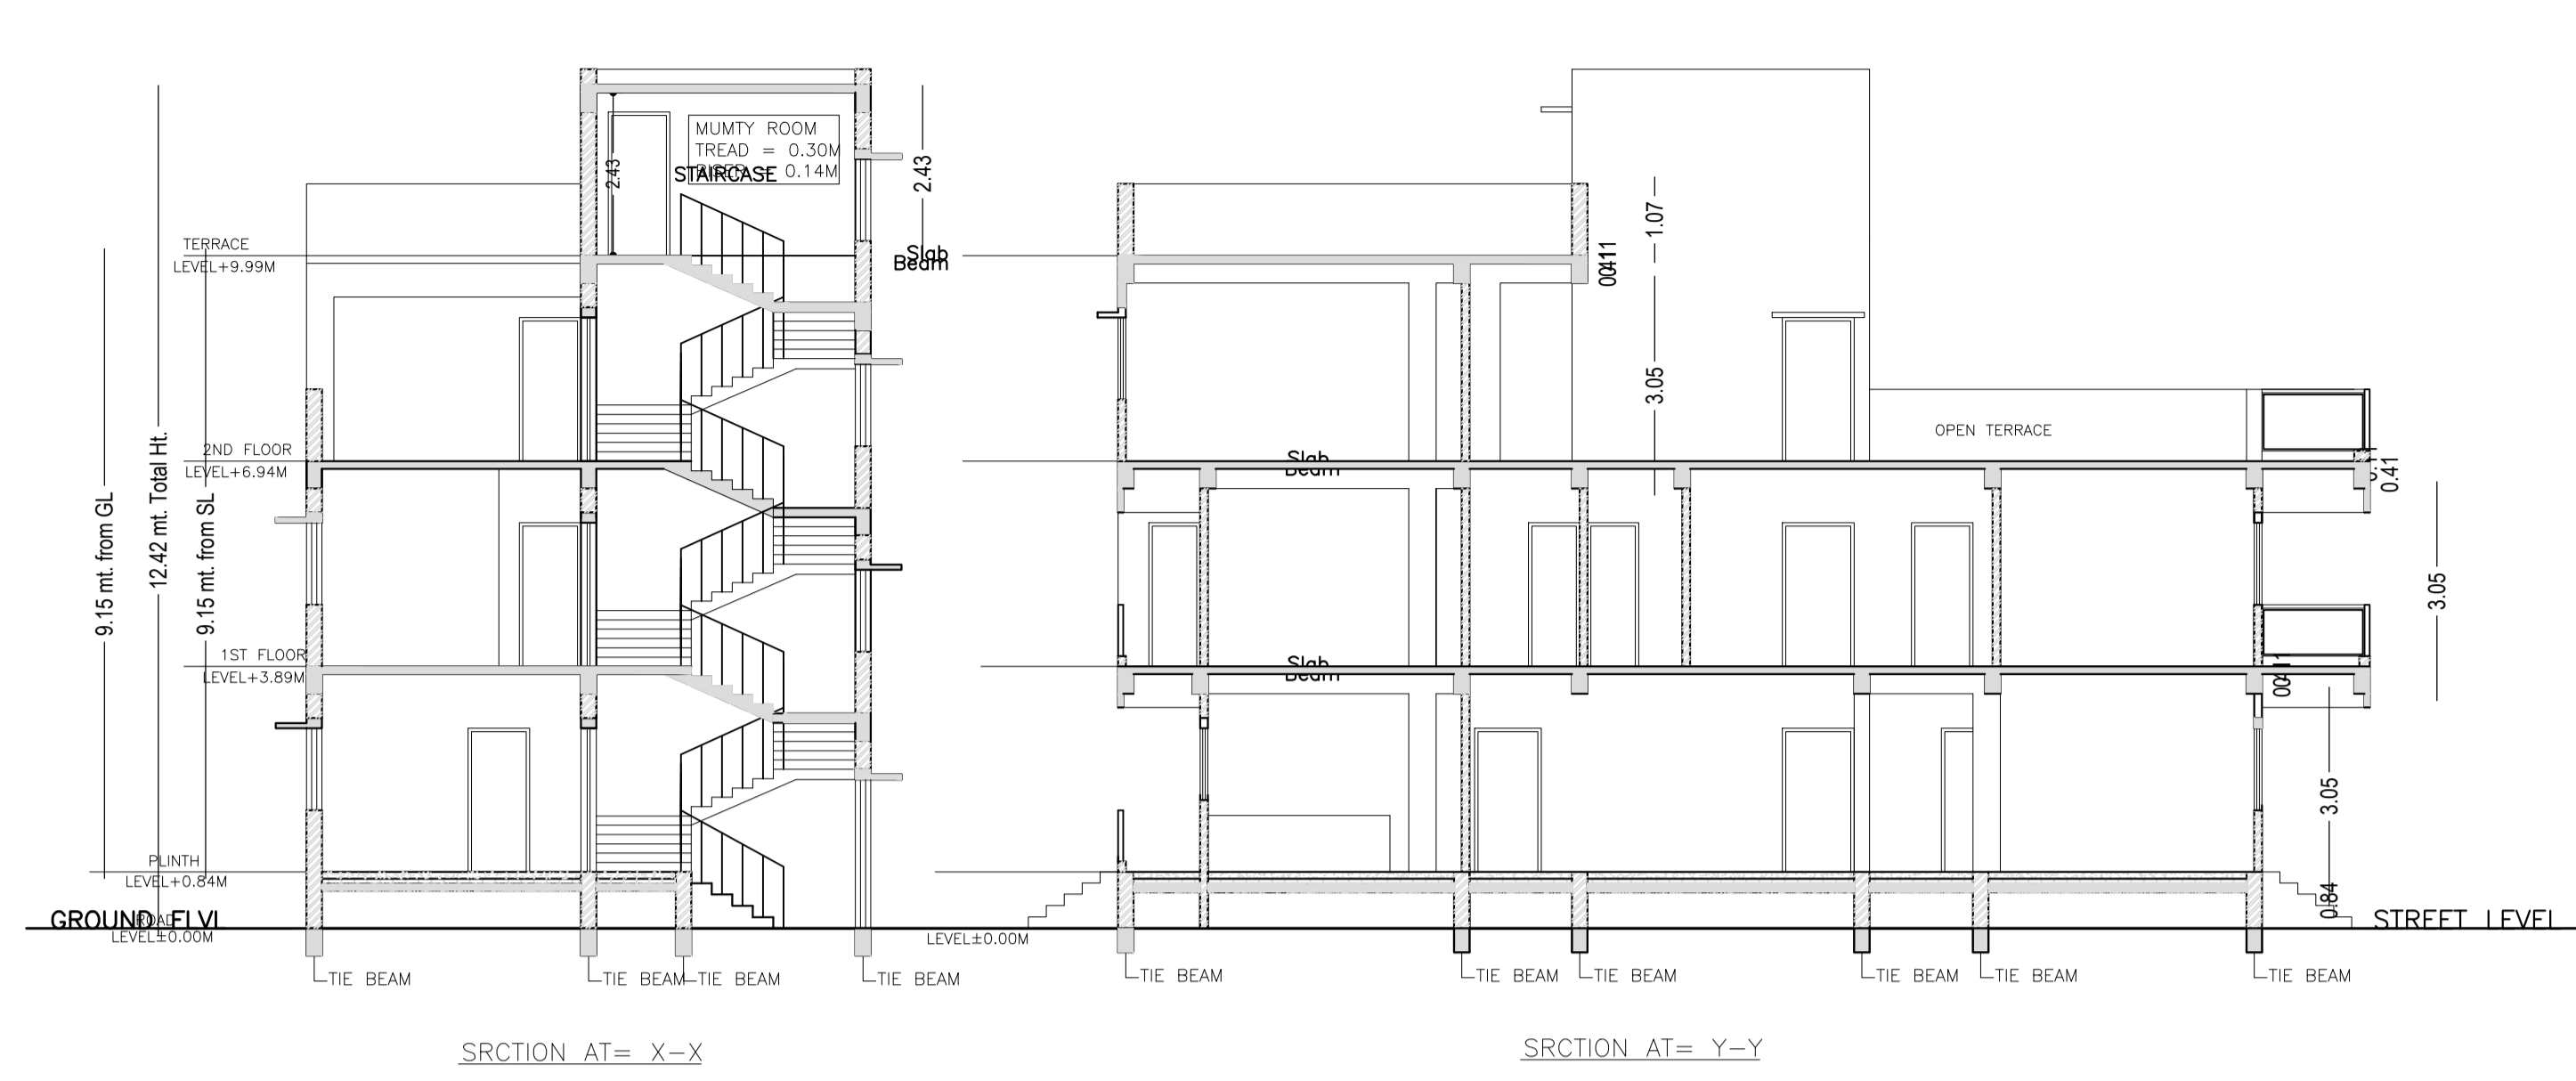 MUMTY ROOM
TREAD = 0.30M
RISER = 0.14M
STAIRCASE
2.43
2.43
TERRACE
LEVEL+9.99M
Slab
Beam
2ND FLOOR
LEVEL+6.94M
1ST FLOOR
LEVEL+3.89M
PLINTH
LEVEL+0.84M
GROUND
ROAD
LEVEL±0.00M
9.15 mt. from GL
12.42 mt. Total Ht.
9.15 mt. from SL
TIE BEAM
TIE BEAM
TIE BEAM
TIE BEAM
SRCTION AT= X-X
1.07
3.05
OPEN TERRACE
Slab
Beam
0.41
3.05
Slab
Beam
3.05
0.84
LEVEL±0.00M
STREET LEVEL
TIE BEAM
TIE BEAM
TIE BEAM
TIE BEAM
TIE BEAM
TIE BEAM
SRCTION AT= Y-Y